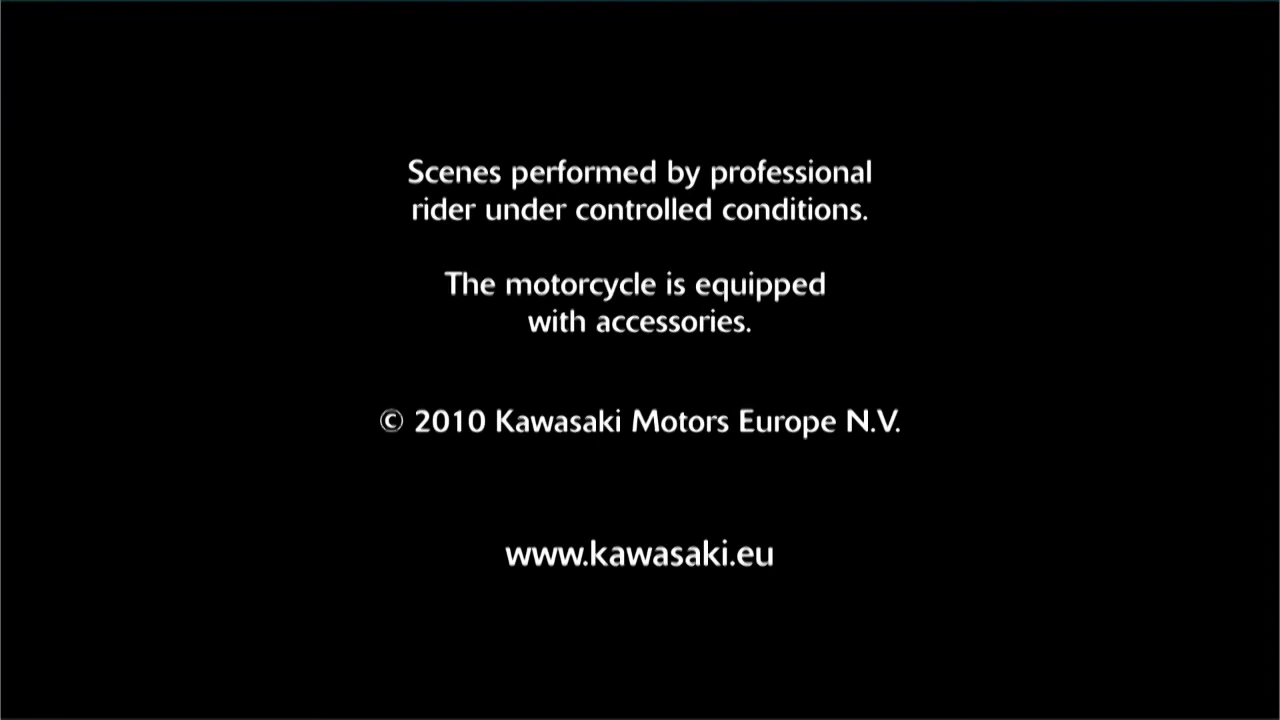 Scenes performed by professional
rider under controlled conditions.
The motorcycle is equipped
with accessories.
© 2010 Kawasaki Motors Europe N.V.
www.kawasaki.eu